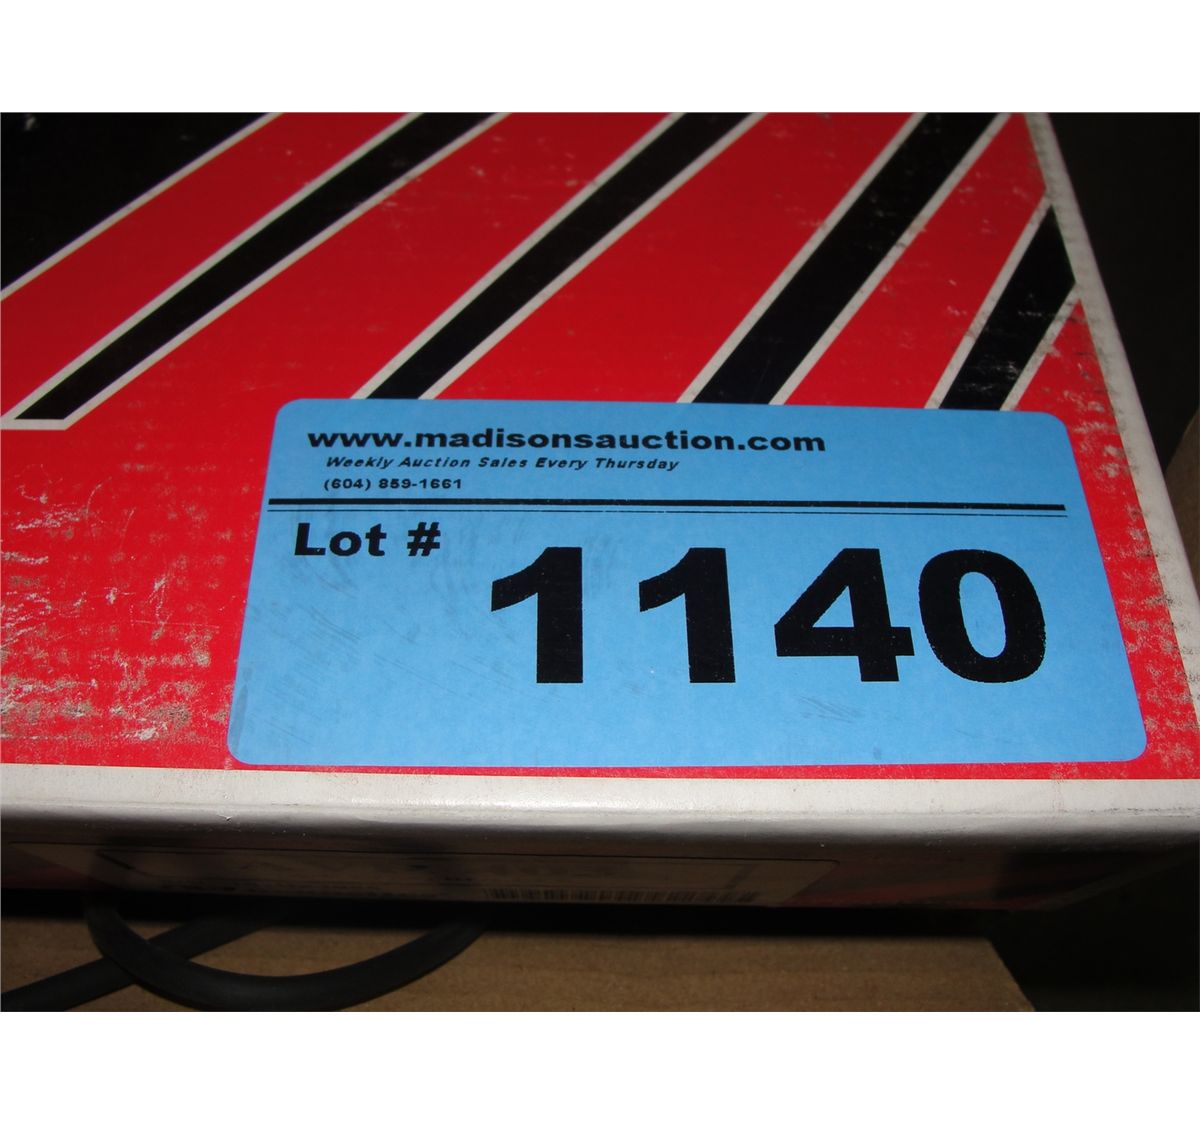 www.madisonsauction.com
Weekly Auction Sales Every Thursday
(604) 859-1661
Lot #
1140